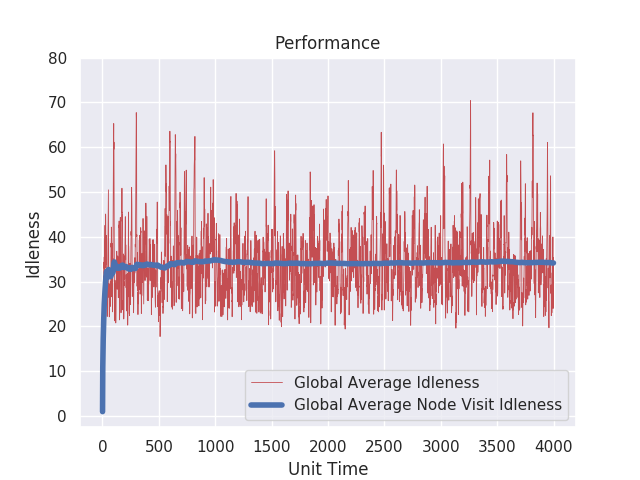 Performance
Idleness
80
70
60
50
40
30
20
10
0
Global Average Idleness
Global Average Node Visit Idleness
0 500 1000 1500 2000 2500 3000 3500 4000
Unit Time